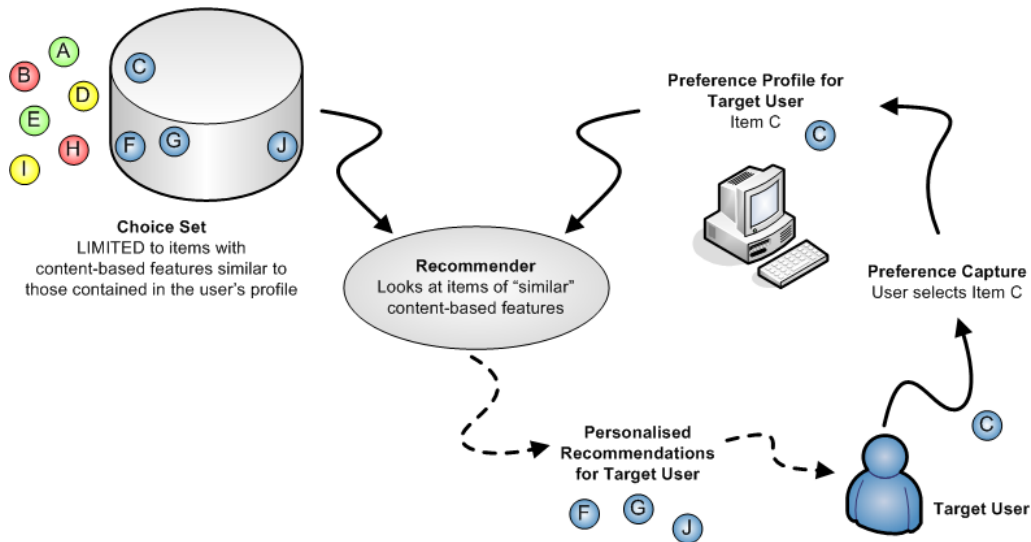 A
B
C
D
E
F
G
H
I
J
Choice Set
LIMITED to items with
content-based features similar to
those contained in the user's profile
Recommender
Looks at items of “similar”
content-based features
Preference Profile for
Target User
Item C
C
Preference Capture
User selects Item C
C
Target User
Personalised
Recommendations
for Target User
F
G
J